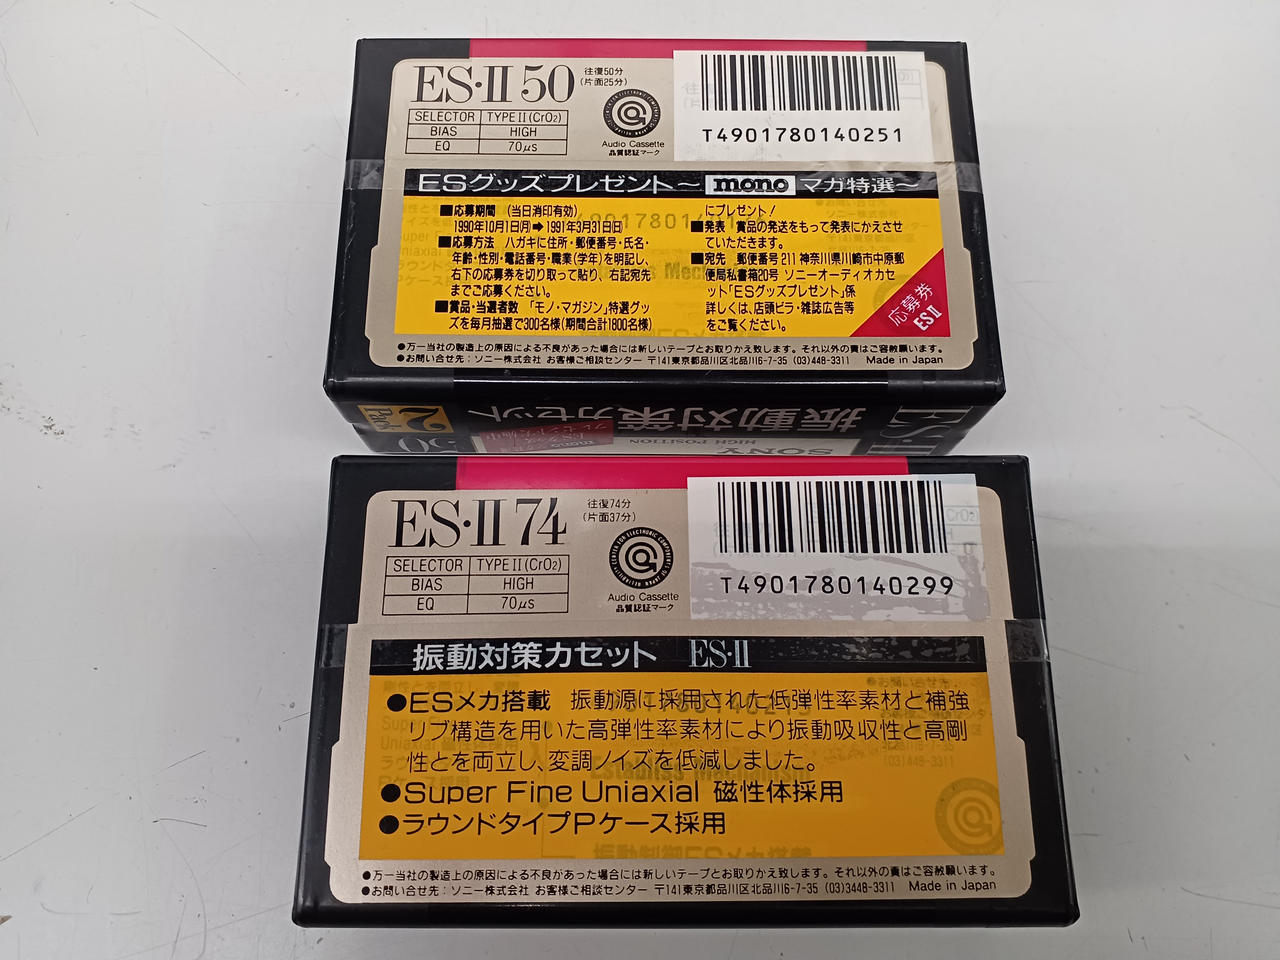 ES·II 50
往復50分
(片面25分)
SELECTOR TYPE II (CrO2)
BIAS HIGH
EQ 70μs
Audio Cassette
品質認証マーク
T4901780140251
ESグッズプレゼント〜 mono マガ特選〜
■応募期間 (当日消印有効)
1990年10月1日(月)➡1991年3月31日(日)
■応募方法 ハガキに住所・郵便番号・氏名・
年齢・性別・電話番号・職業(学年)を明記し、
右下の応募券を切り取って貼り、右記宛先
までご応募ください。
■賞品・当選者数 「モノ・マガジン」特選グッ
ズを毎月抽選で300名様(期間合計1800名様)
にプレゼント!
■発表 賞品の発送をもって発表にかえさせ
ていただきます。
■宛先 郵便番号211 神奈川県川崎市中原郵
便局私書箱20号 ソニーオーディオカセ
ット「ESグッズプレゼント」係
詳しくは、店頭ビラ・雑誌広告等
をご覧ください。
応募券
ES II
●万一当社の製造上の原因による不良があった場合には新しいテープとお取りかえ致します。それ以外の責はご容赦願います。
●お問い合せ先:ソニー株式会社 お客様ご相談センター 〒141東京都品川区北品川6-7-35 (03)448-3311 Made in Japan
振動対策カセット
2
Pack
SONY
HIGH POSITION
50
ES·II 74
往復74分
(片面37分)
SELECTOR TYPE II (CrO2)
BIAS HIGH
EQ 70μs
Audio Cassette
品質認証マーク
T4901780140299
振動対策カセット ES·II
●ESメカ搭載 振動源に採用された低弾性率素材と補強
リブ構造を用いた高弾性率素材により振動吸収性と高剛
性とを両立し、変調ノイズを低減しました。
●Super Fine Uniaxial 磁性体採用
●ラウンドタイプPケース採用
●万一当社の製造上の原因による不良があった場合には新しいテープとお取りかえ致します。それ以外の責はご容赦願います。
●お問い合せ先:ソニー株式会社 お客様ご相談センター 〒141東京都品川区北品川6-7-35 (03)3448-3311 Made in Japan